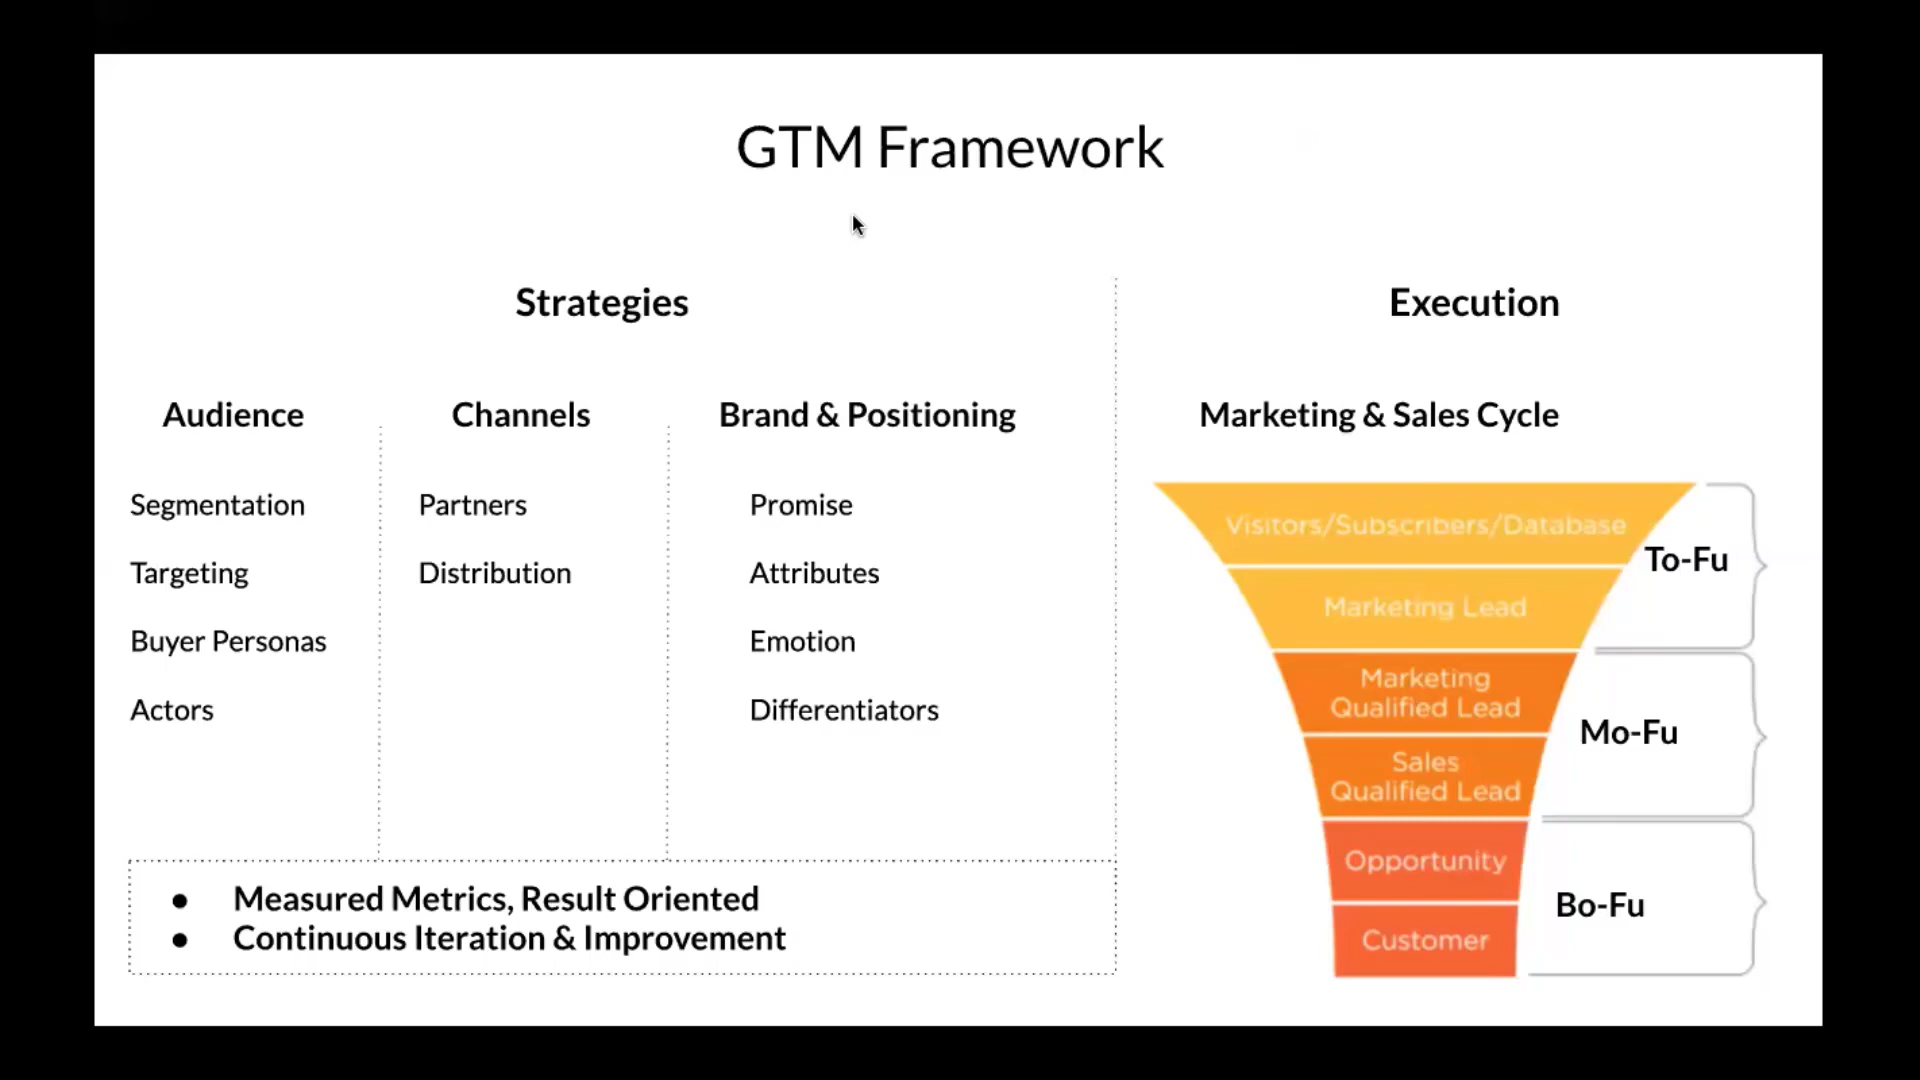 GTM Framework
Strategies
Execution
Audience
Channels
Brand & Positioning
Marketing & Sales Cycle
Segmentation
Targeting
Buyer Personas
Actors
Partners
Distribution
Promise
Attributes
Emotion
Differentiators
Visitors/Subscribers/Database
Marketing Lead
To-Fu
Marketing
Qualified Lead
Sales
Qualified Lead
Mo-Fu
Opportunity
Customer
Bo-Fu
● Measured Metrics, Result Oriented
● Continuous Iteration & Improvement